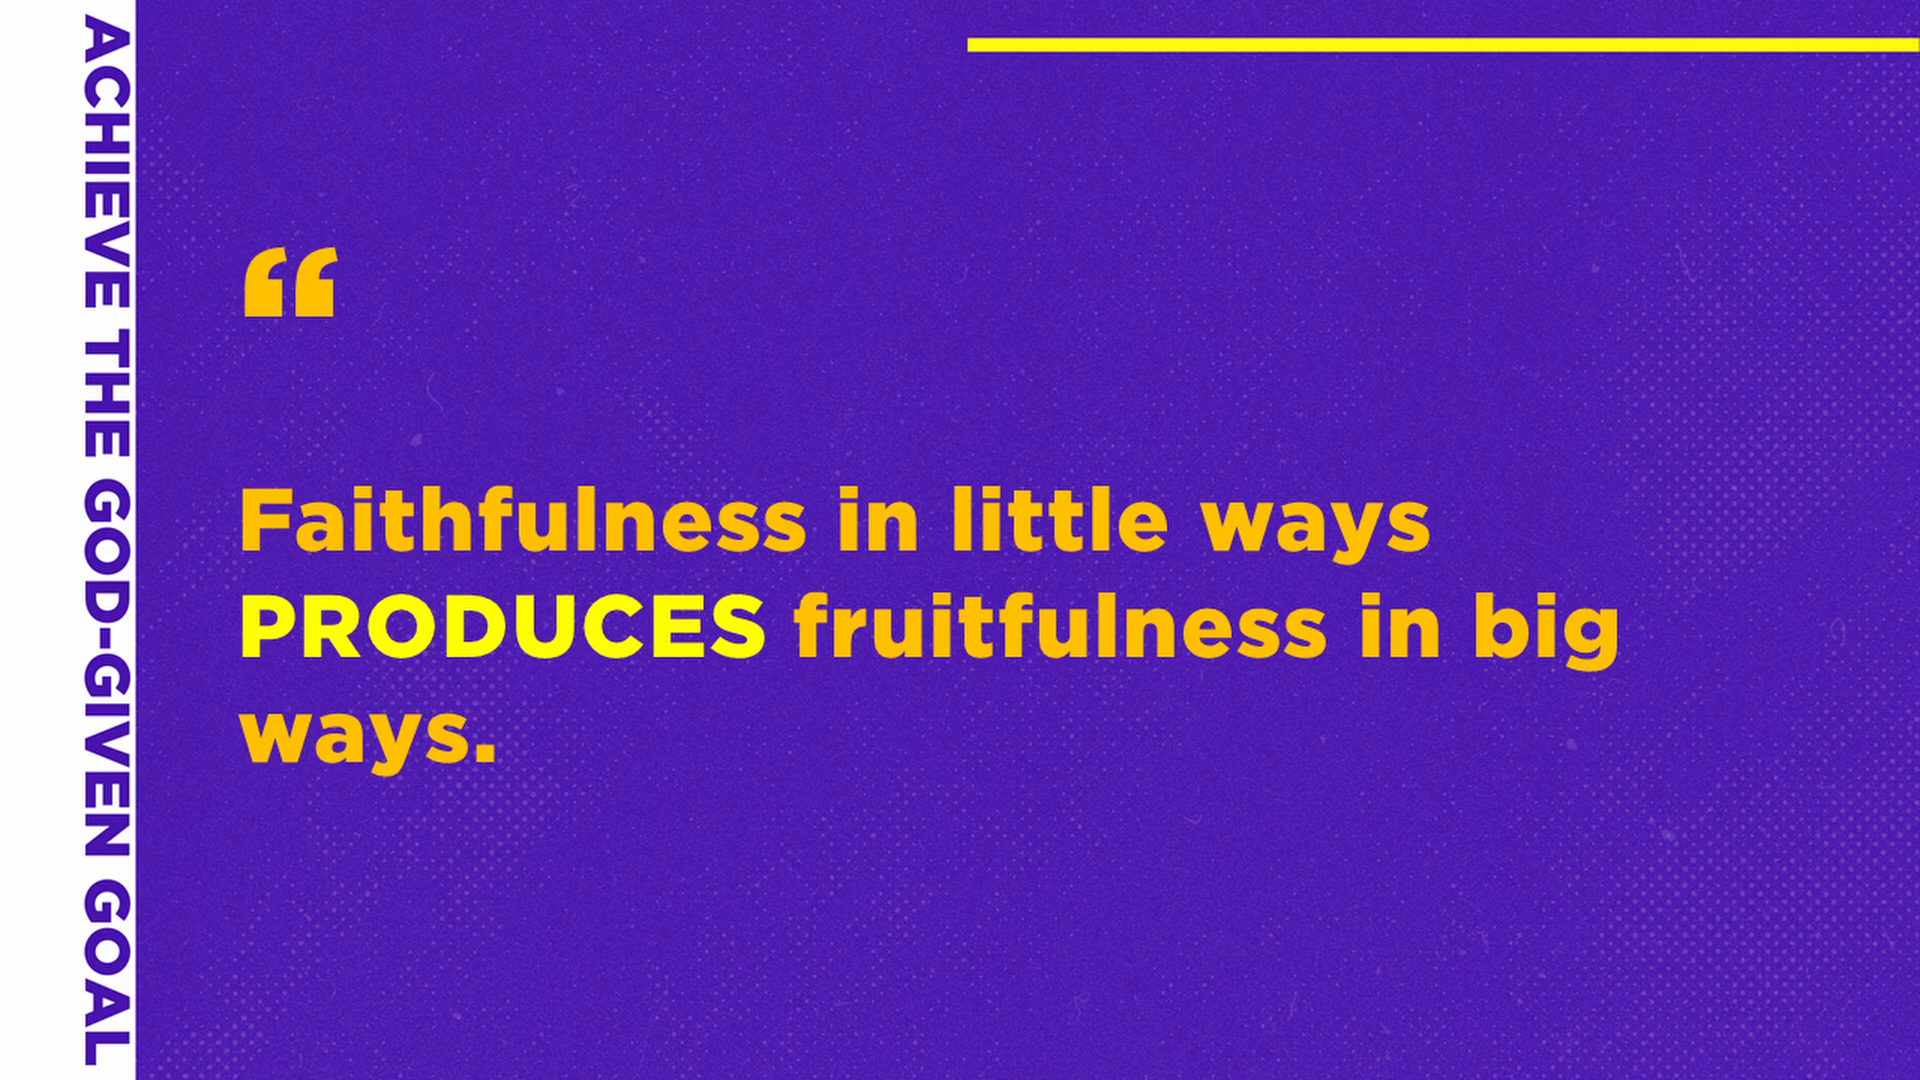 ACHIEVE THE GOD-GIVEN GOAL
“
Faithfulness in little ways
PRODUCES fruitfulness in big
ways.